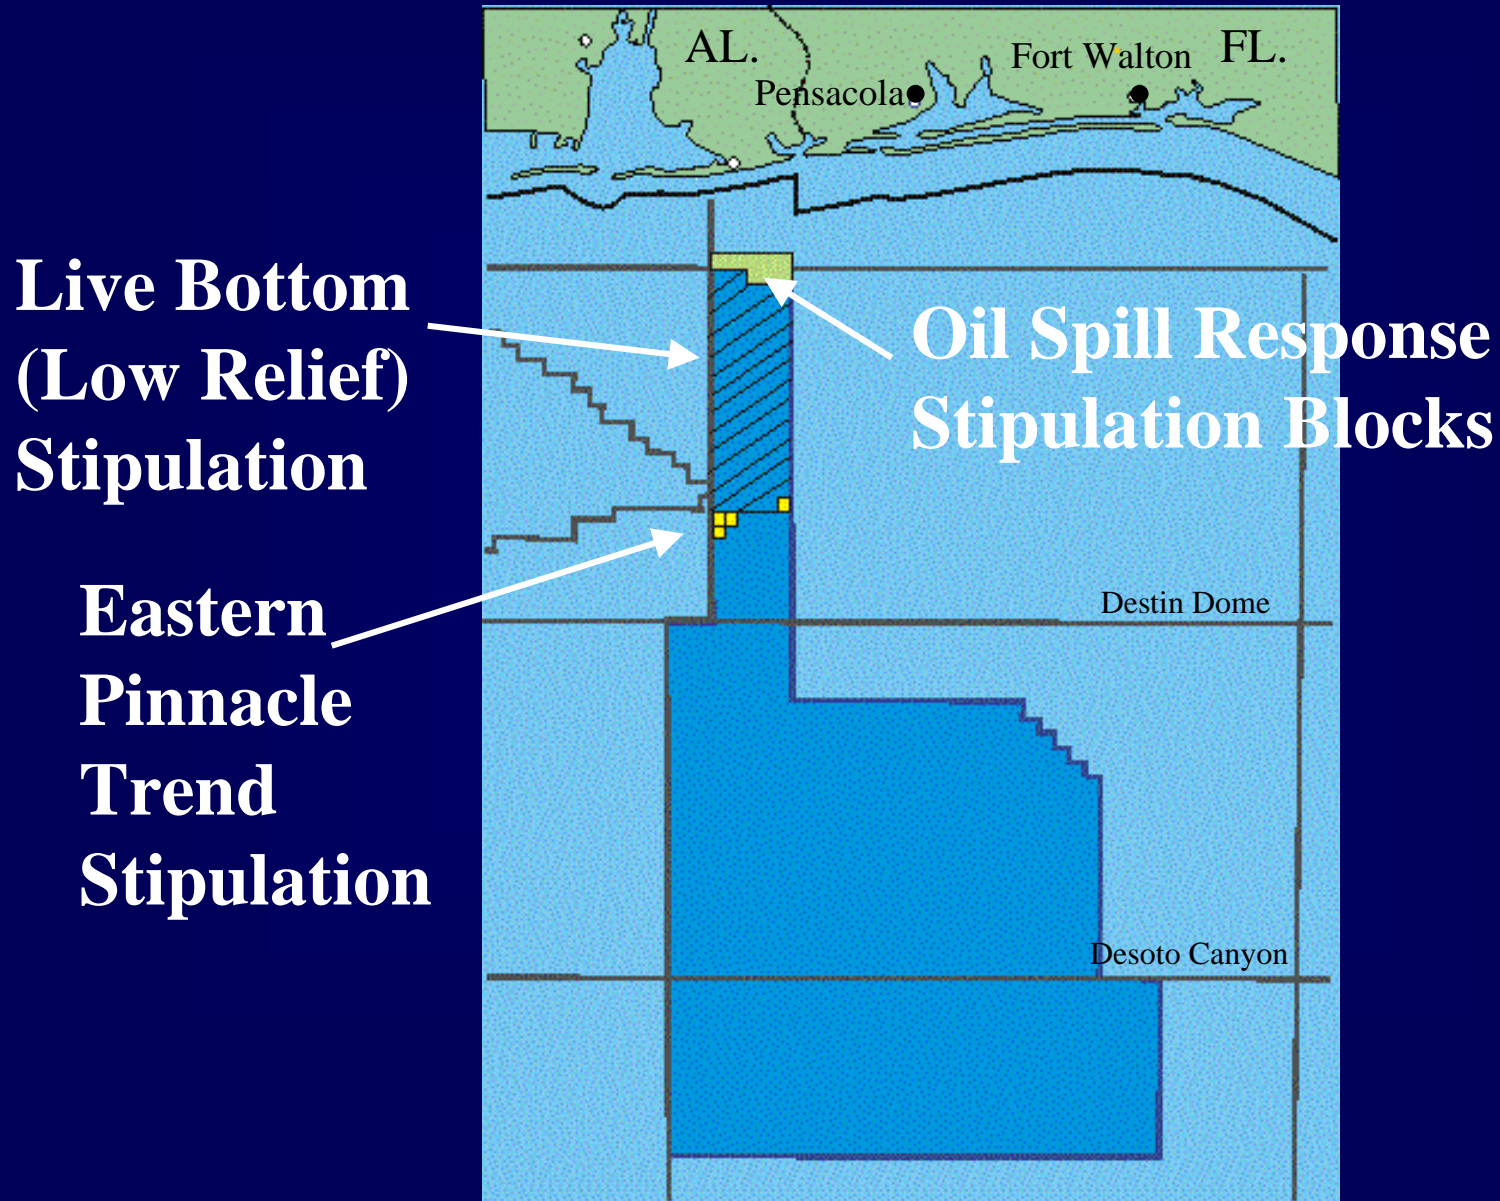 AL.
Fort Walton
FL.
Pensacola
Live Bottom
(Low Relief)
Stipulation
Oil Spill Response
Stipulation Blocks
Eastern
Pinnacle
Trend
Stipulation
Destin Dome
Desoto Canyon